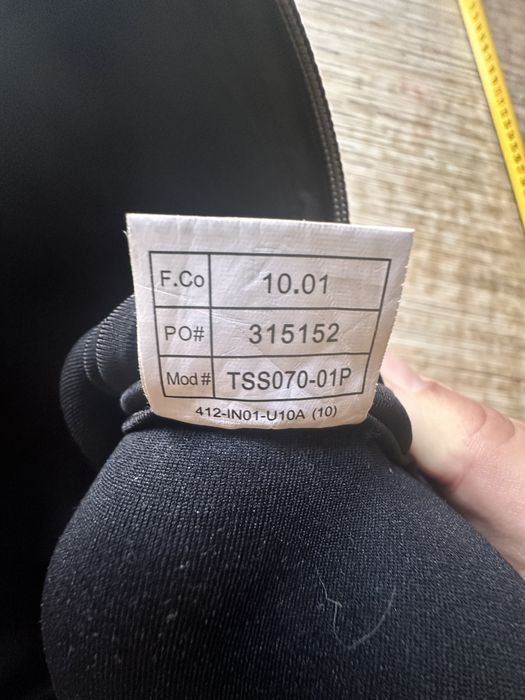 F.Co 10.01
PO# 315152
Mod# TSS070-01P
412-IN01-U10A (10)